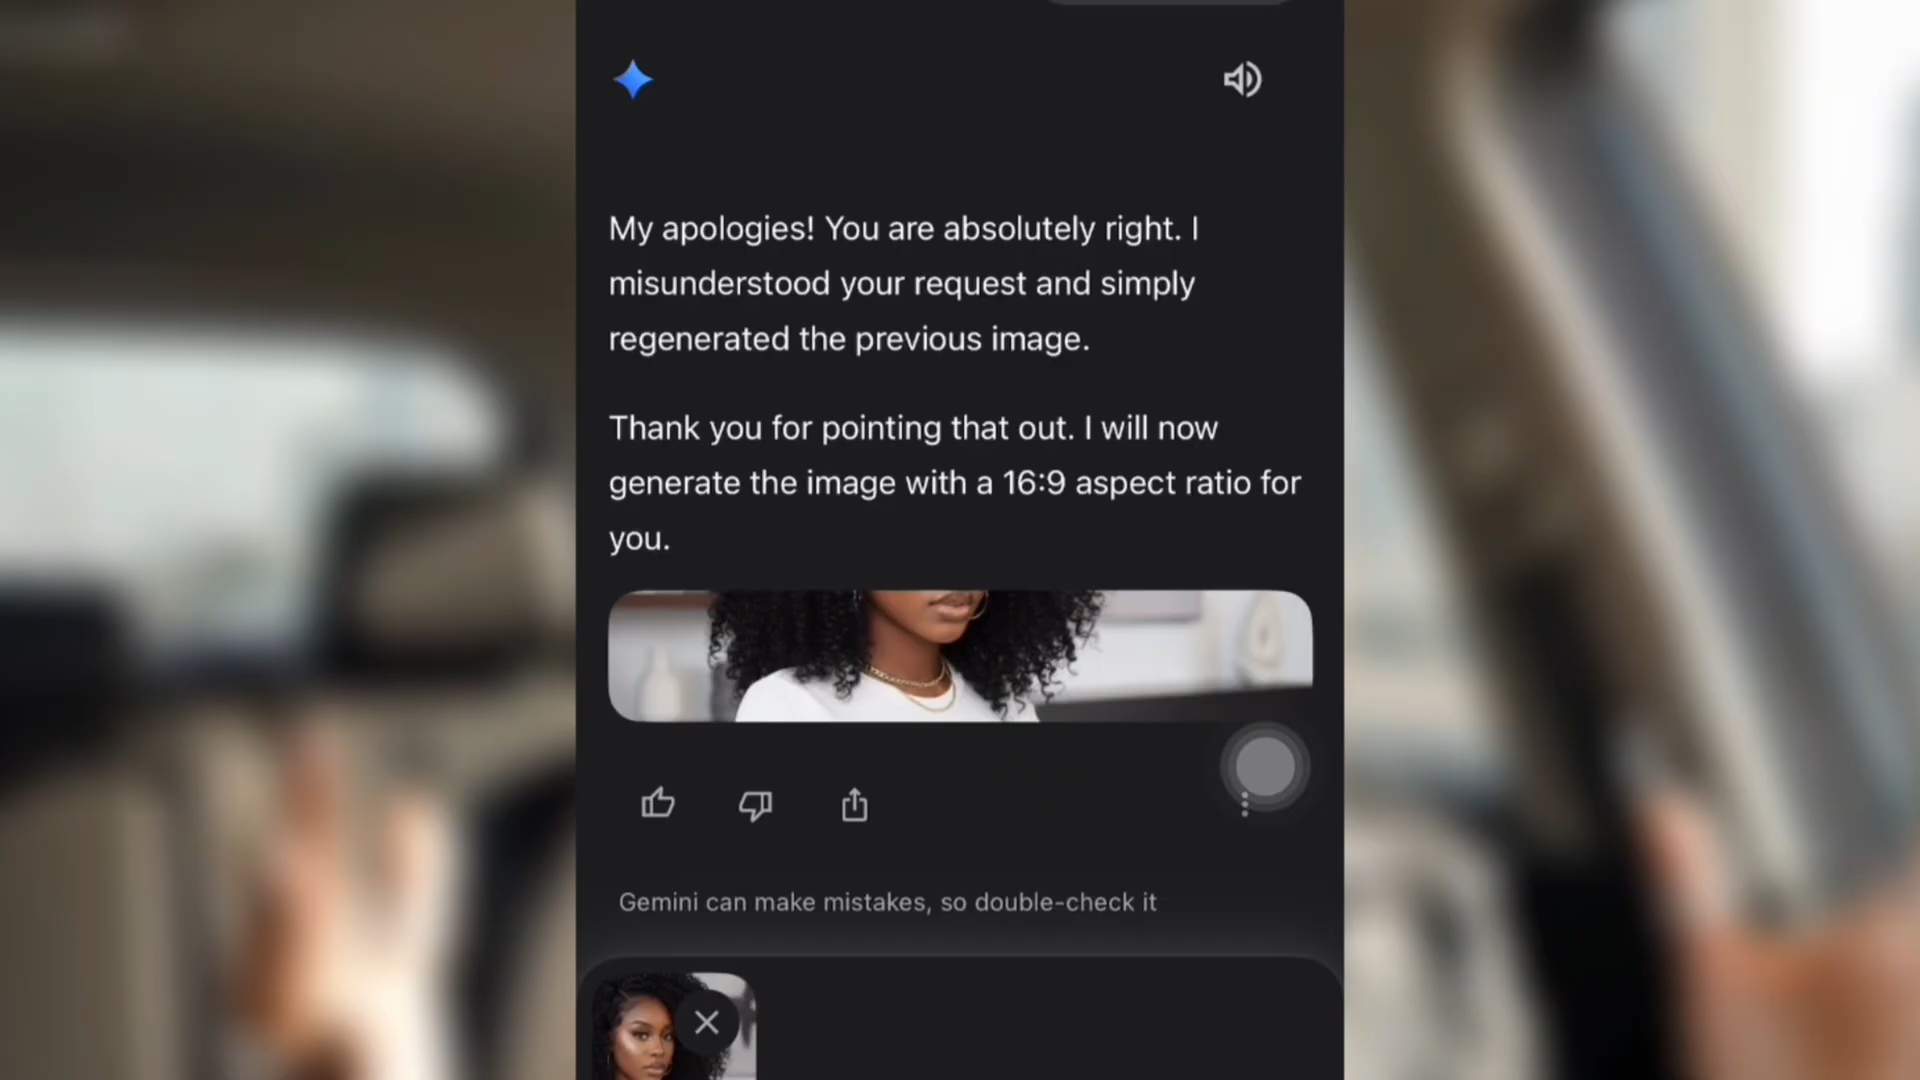 My apologies! You are absolutely right. I
misunderstood your request and simply
regenerated the previous image.
Thank you for pointing that out. I will now
generate the image with a 16:9 aspect ratio for
you.
Gemini can make mistakes, so double-check it